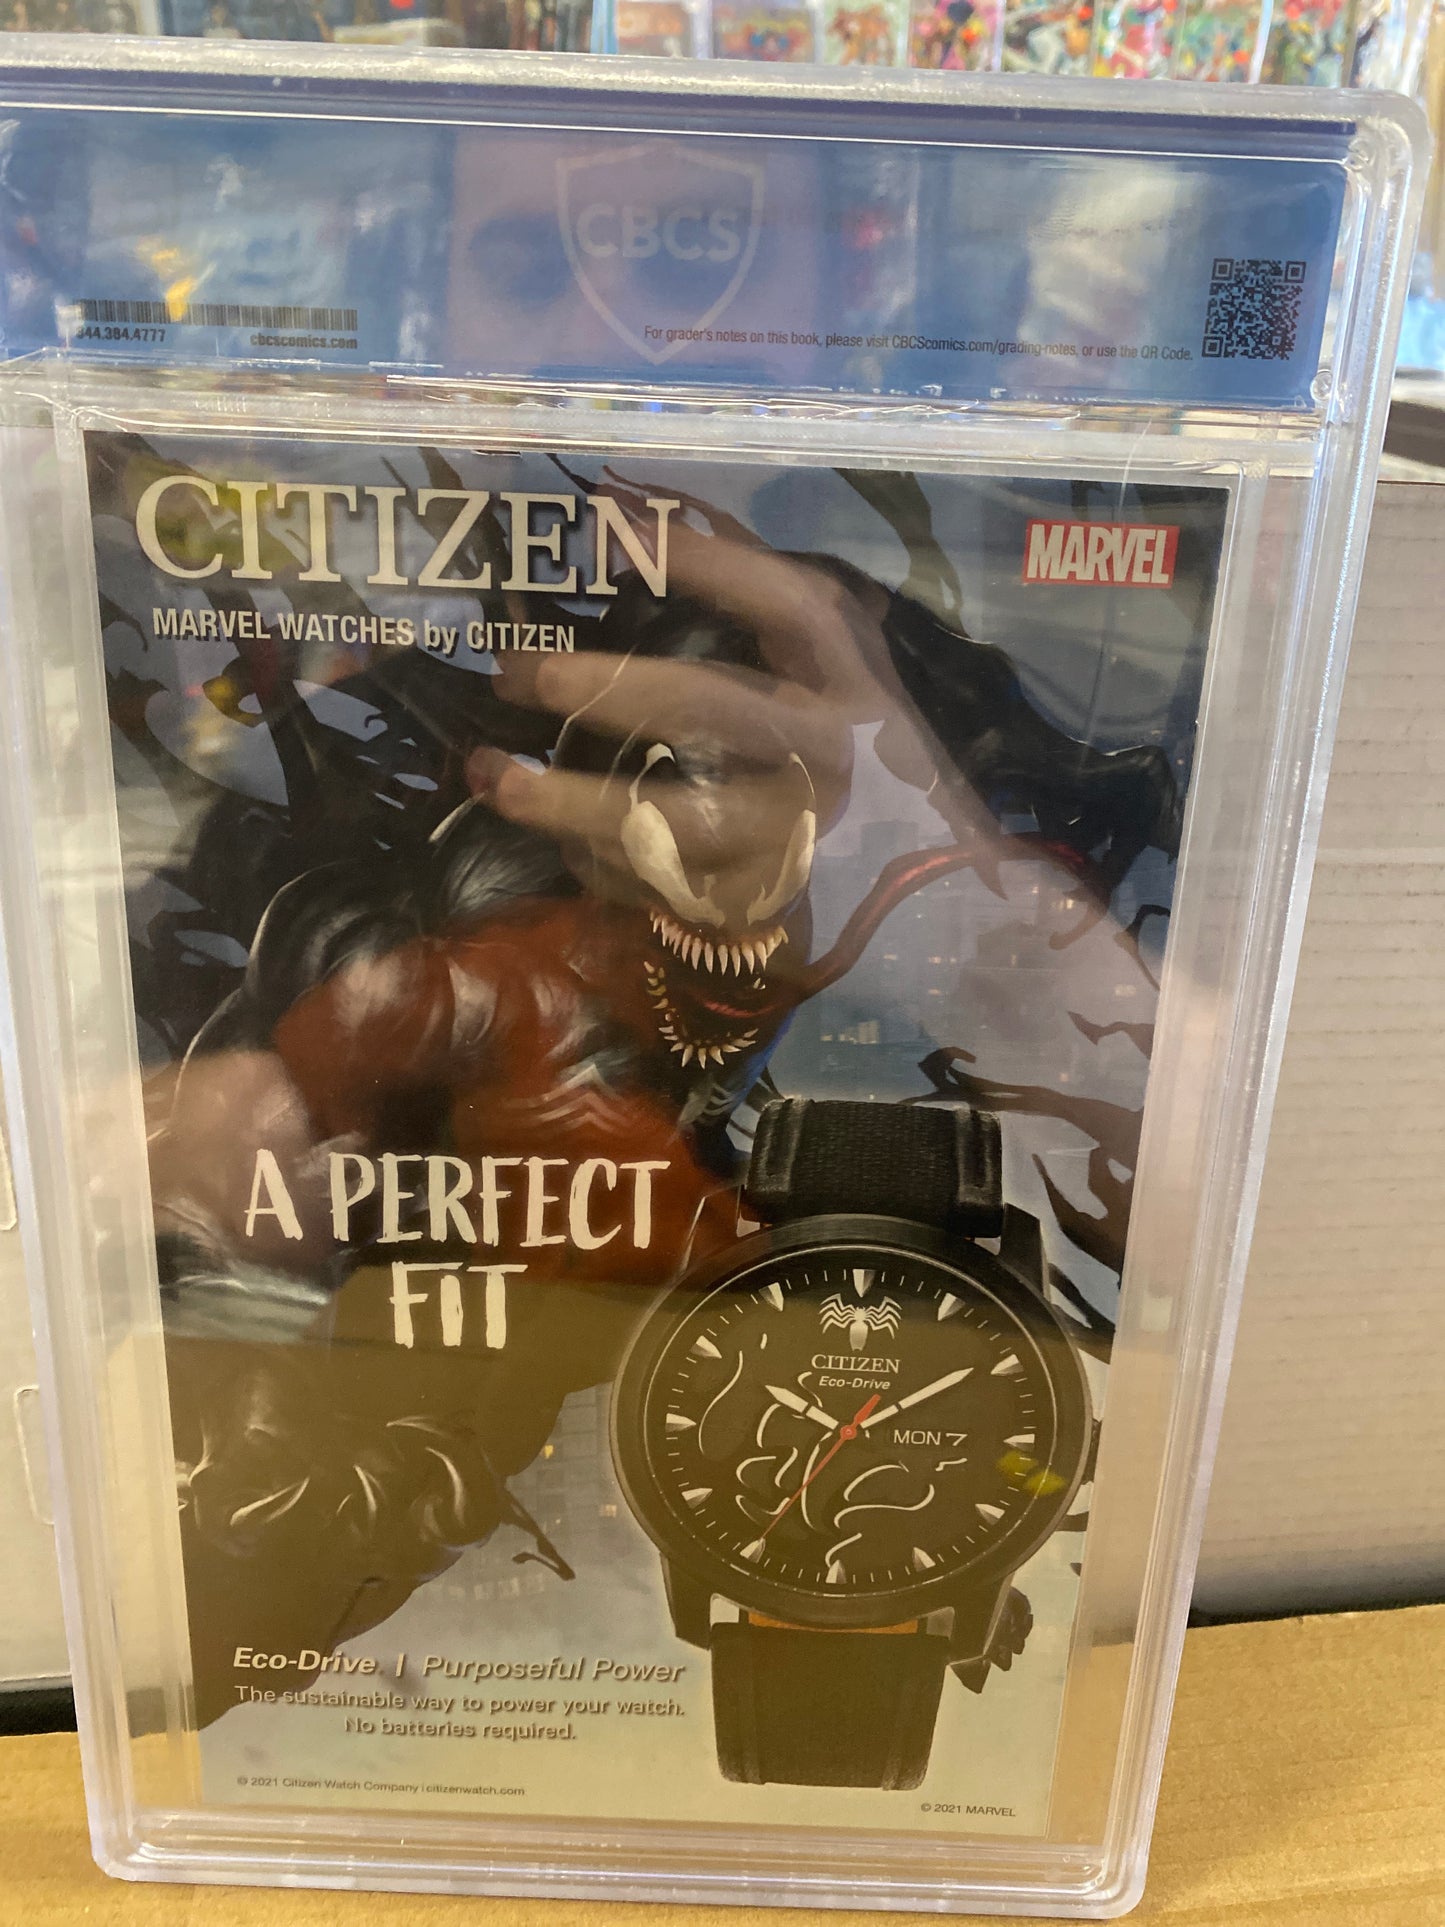 CBCS
844.384.4777 cbcscomics.com
For grader's notes on this book, please visit CBCScomics.com/grading-notes, or use the QR Code.
CITIZEN
MARVEL
MARVEL WATCHES by CITIZEN
A PERFECT
FIT
CITIZEN
Eco-Drive
MON 7
Eco-Drive | Purposeful Power
The sustainable way to power your watch.
No batteries required.
© 2021 Citizen Watch Company | citizenwatch.com
© 2021 MARVEL